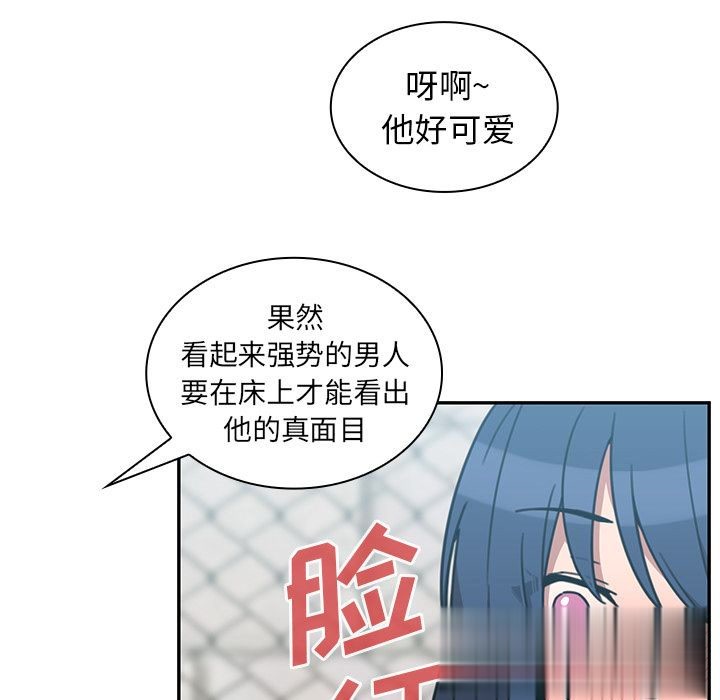 呀啊~
他好可爱
果然
看起来强势的男人
要在床上才能看出
他的真面目
脸